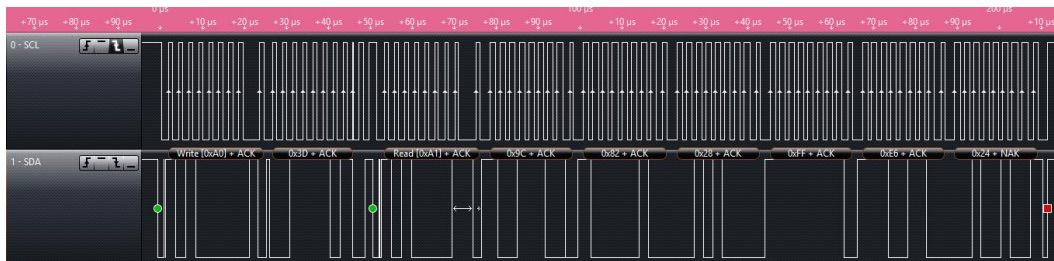 0 µs 100 µs 200 µs
+70 µs +80 µs +90 µs +10 µs +20 µs +30 µs +40 µs +50 µs +60 µs +70 µs +80 µs +90 µs +10 µs +20 µs +30 µs +40 µs +50 µs +60 µs +70 µs +80 µs +90 µs +10 µs
0 - SCL
1 - SDA
Write [0xA0] + ACK 0x3D + ACK Read [0xA1] + ACK 0x9C + ACK 0x82 + ACK 0x28 + ACK 0xFF + ACK 0xE6 + ACK 0x24 + NAK